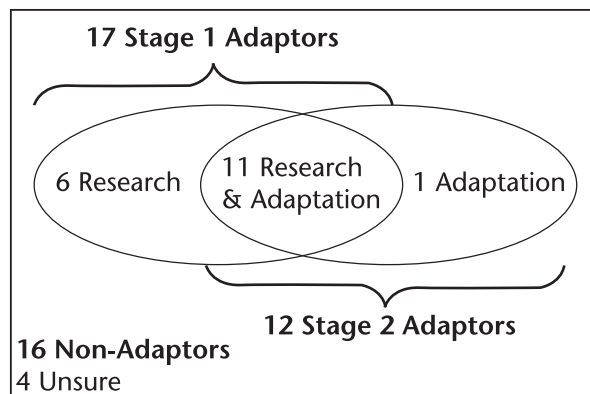 17 Stage 1 Adaptors
6 Research
11 Research
& Adaptation
1 Adaptation
12 Stage 2 Adaptors
16 Non-Adaptors
4 Unsure